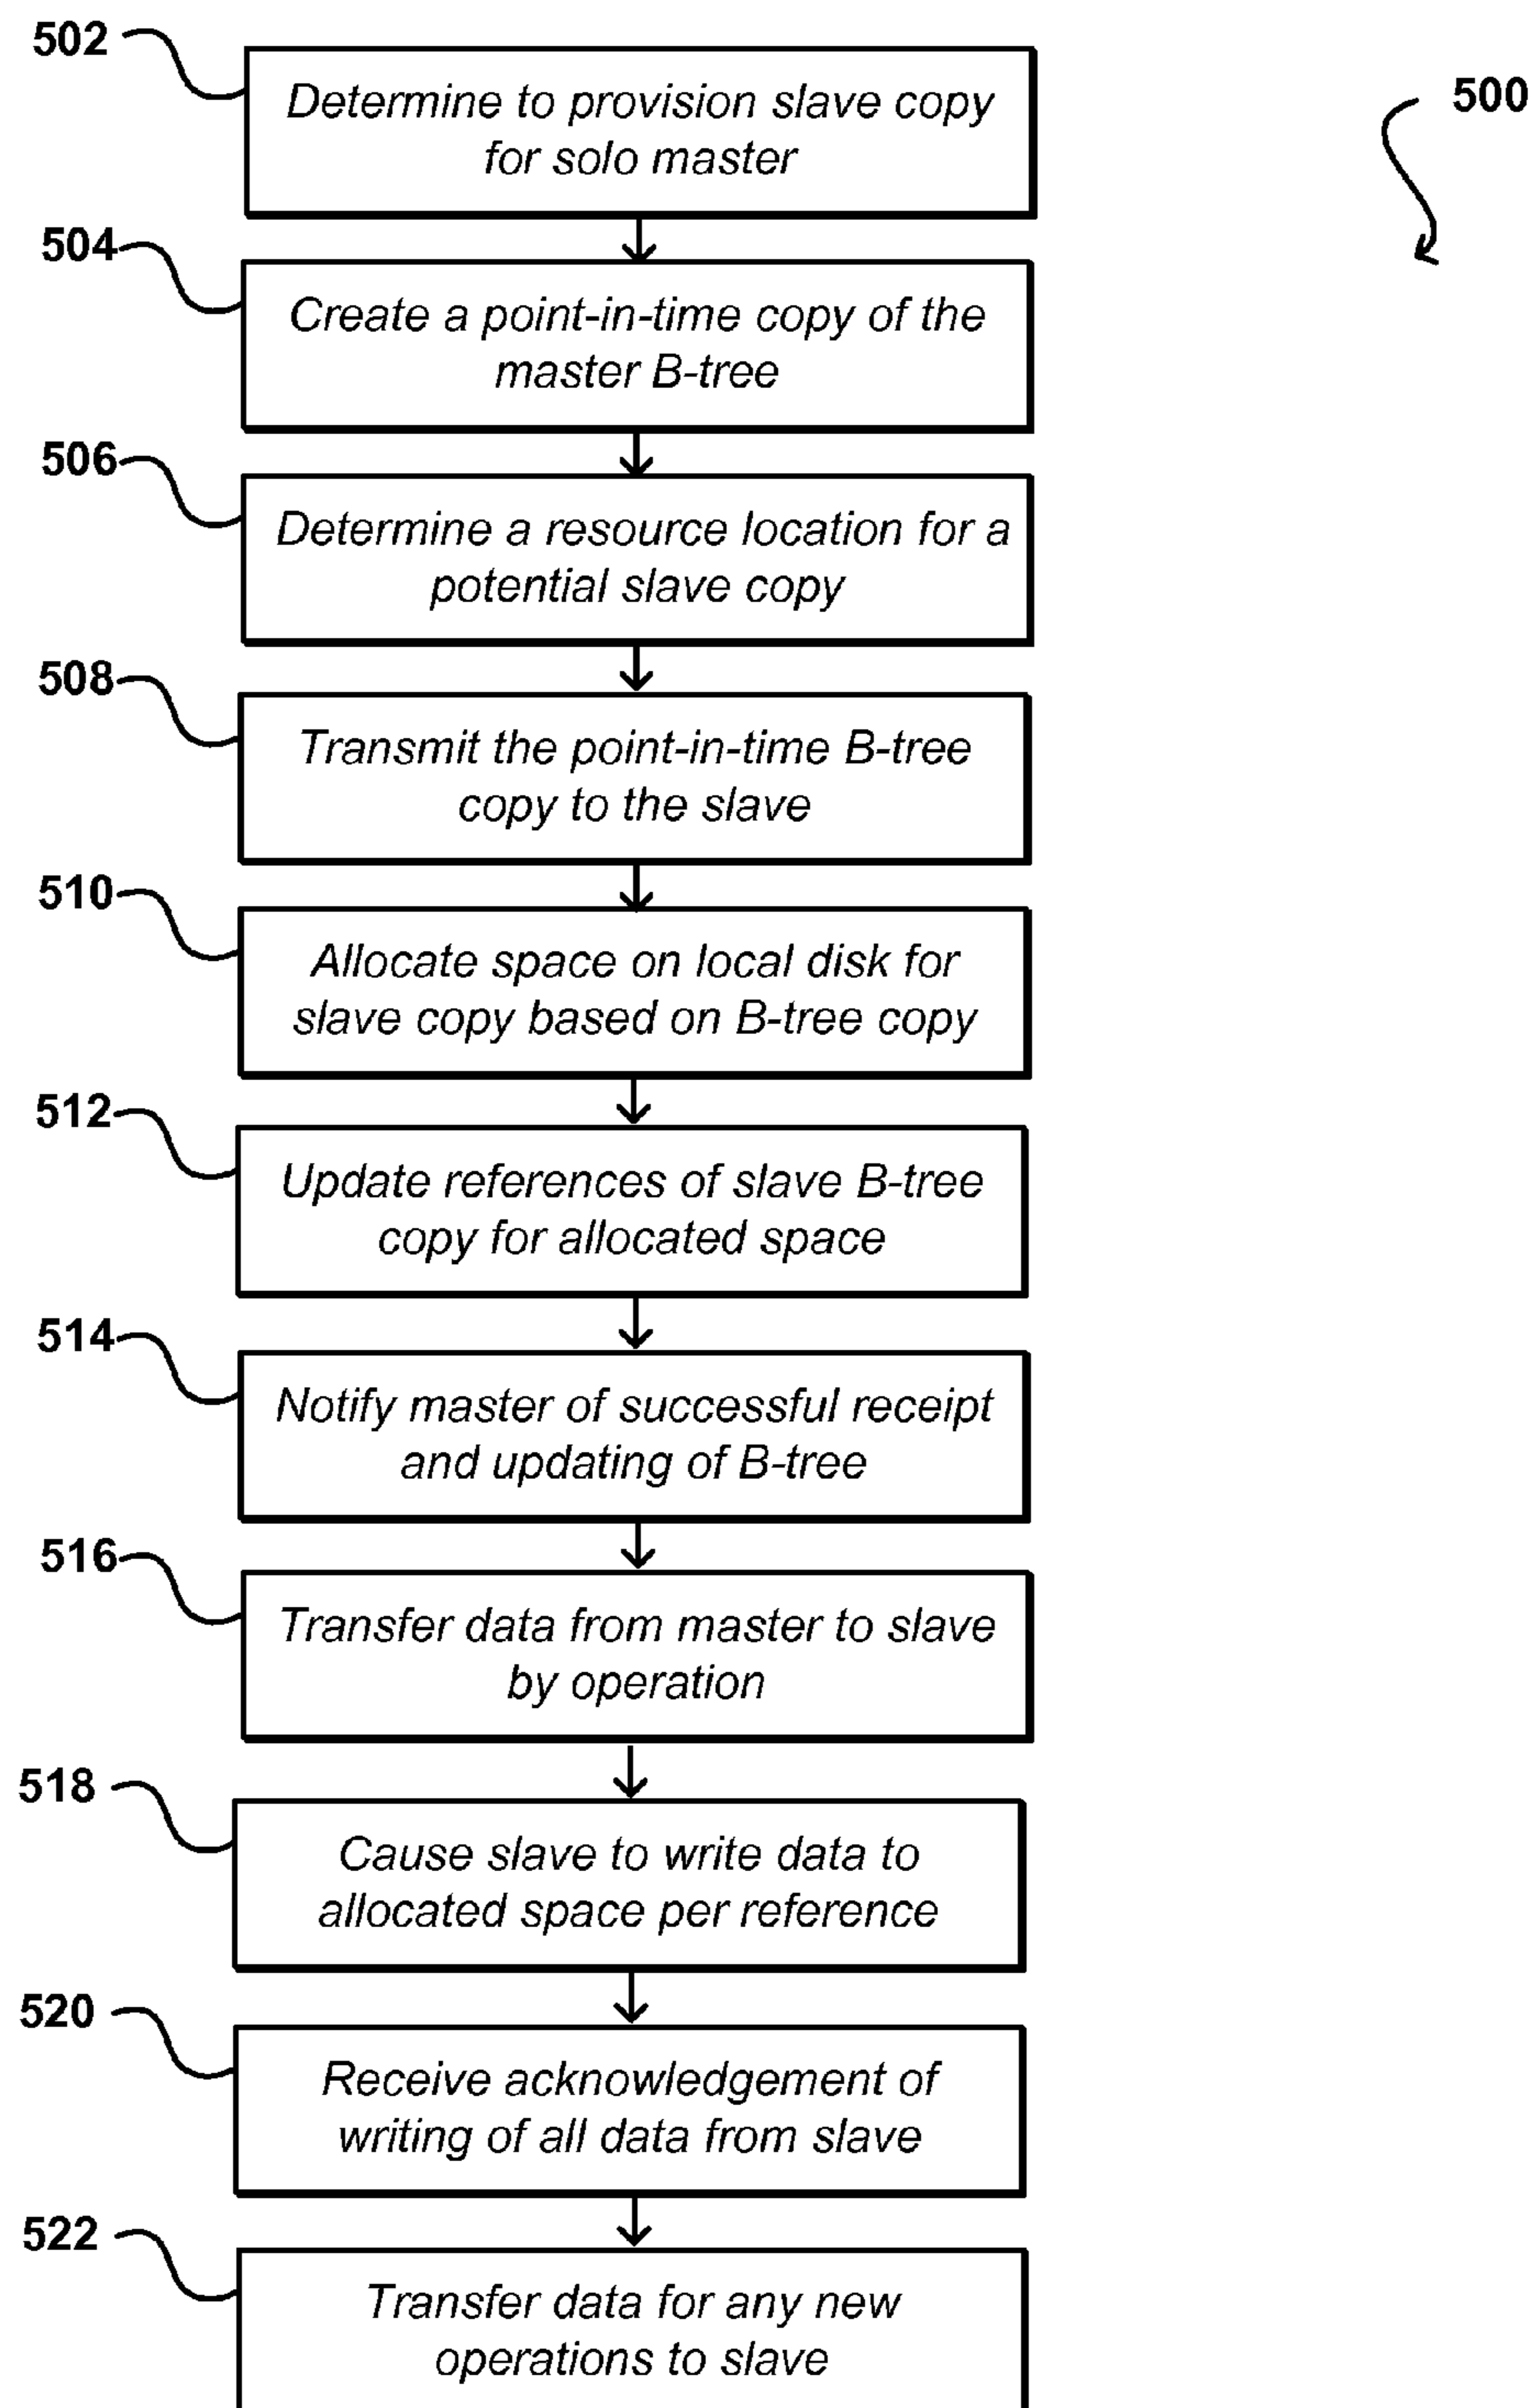 502
Determine to provision slave copy
for solo master
500
504
Create a point-in-time copy of the
master B-tree
506
Determine a resource location for a
potential slave copy
508
Transmit the point-in-time B-tree
copy to the slave
510
Allocate space on local disk for
slave copy based on B-tree copy
512
Update references of slave B-tree
copy for allocated space
514
Notify master of successful receipt
and updating of B-tree
516
Transfer data from master to slave
by operation
518
Cause slave to write data to
allocated space per reference
520
Receive acknowledgement of
writing of all data from slave
522
Transfer data for any new
operations to slave